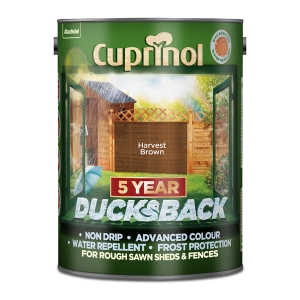 AkzoNobel
Cuprinol
Harvest
Brown
5 YEAR
DUCKSBACK
• NON DRIP • ADVANCED COLOUR
• WATER REPELLENT • FROST PROTECTION
FOR ROUGH SAWN SHEDS & FENCES